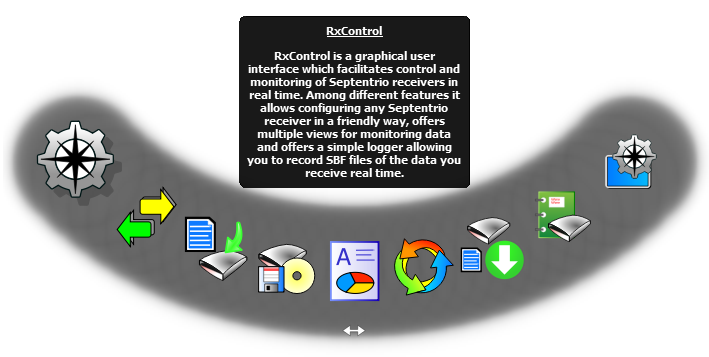 RxControl
RxControl is a graphical user
interface which facilitates control and
monitoring of Septentrio receivers in
real time. Among different features it
allows configuring any Septentrio
receiver in a friendly way, offers
multiple views for monitoring data
and offers a simple logger allowing
you to record SBF files of the data you
receive real time.
A